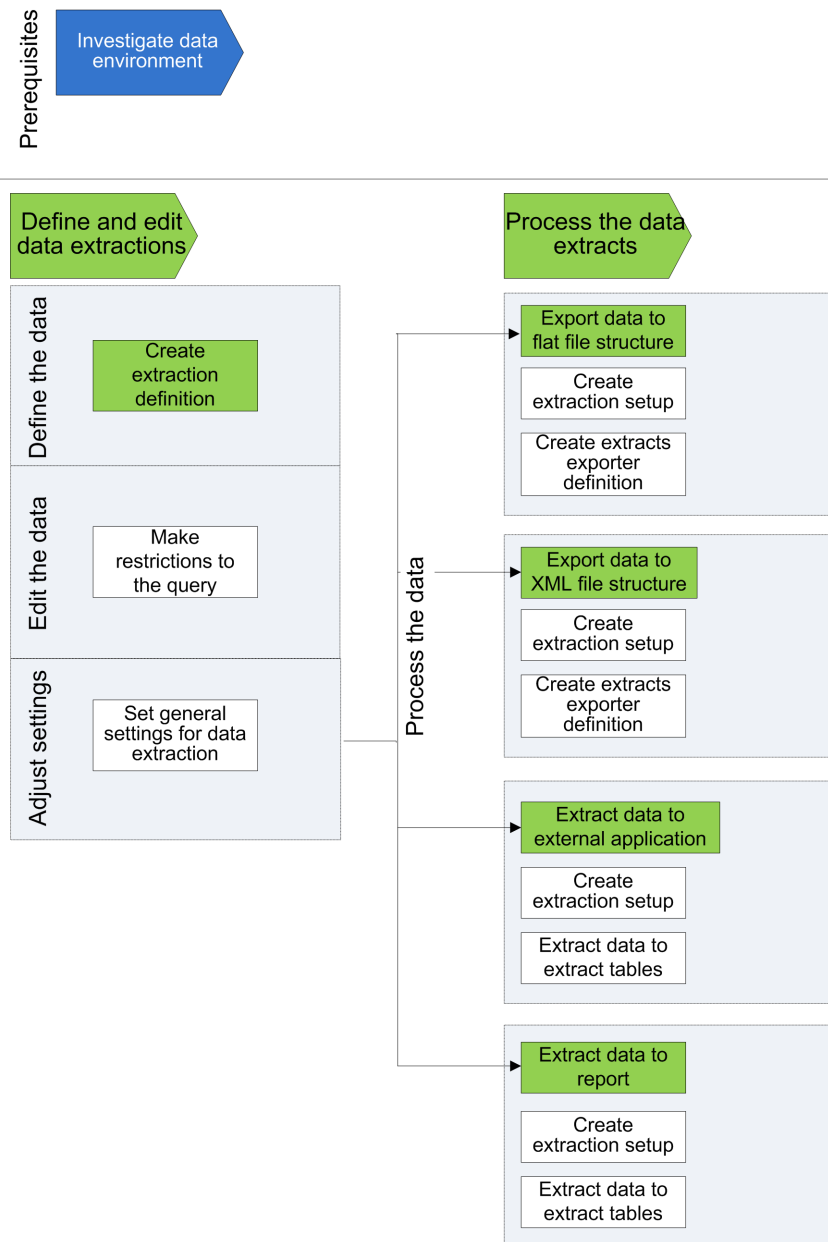 Prerequisites
Investigate data
environment
Define and edit
data extractions
Define the data
Create
extraction
definition
Edit the data
Make
restrictions to
the query
Adjust settings
Set general
settings for data
extraction
Process the data
Process the data
extracts
Export data to
flat file structure
Create
extraction setup
Create extracts
exporter
definition
Export data to
XML file structure
Create
extraction setup
Create extracts
exporter
definition
Extract data to
external application
Create
extraction setup
Extract data to
extract tables
Extract data to
report
Create
extraction setup
Extract data to
extract tables